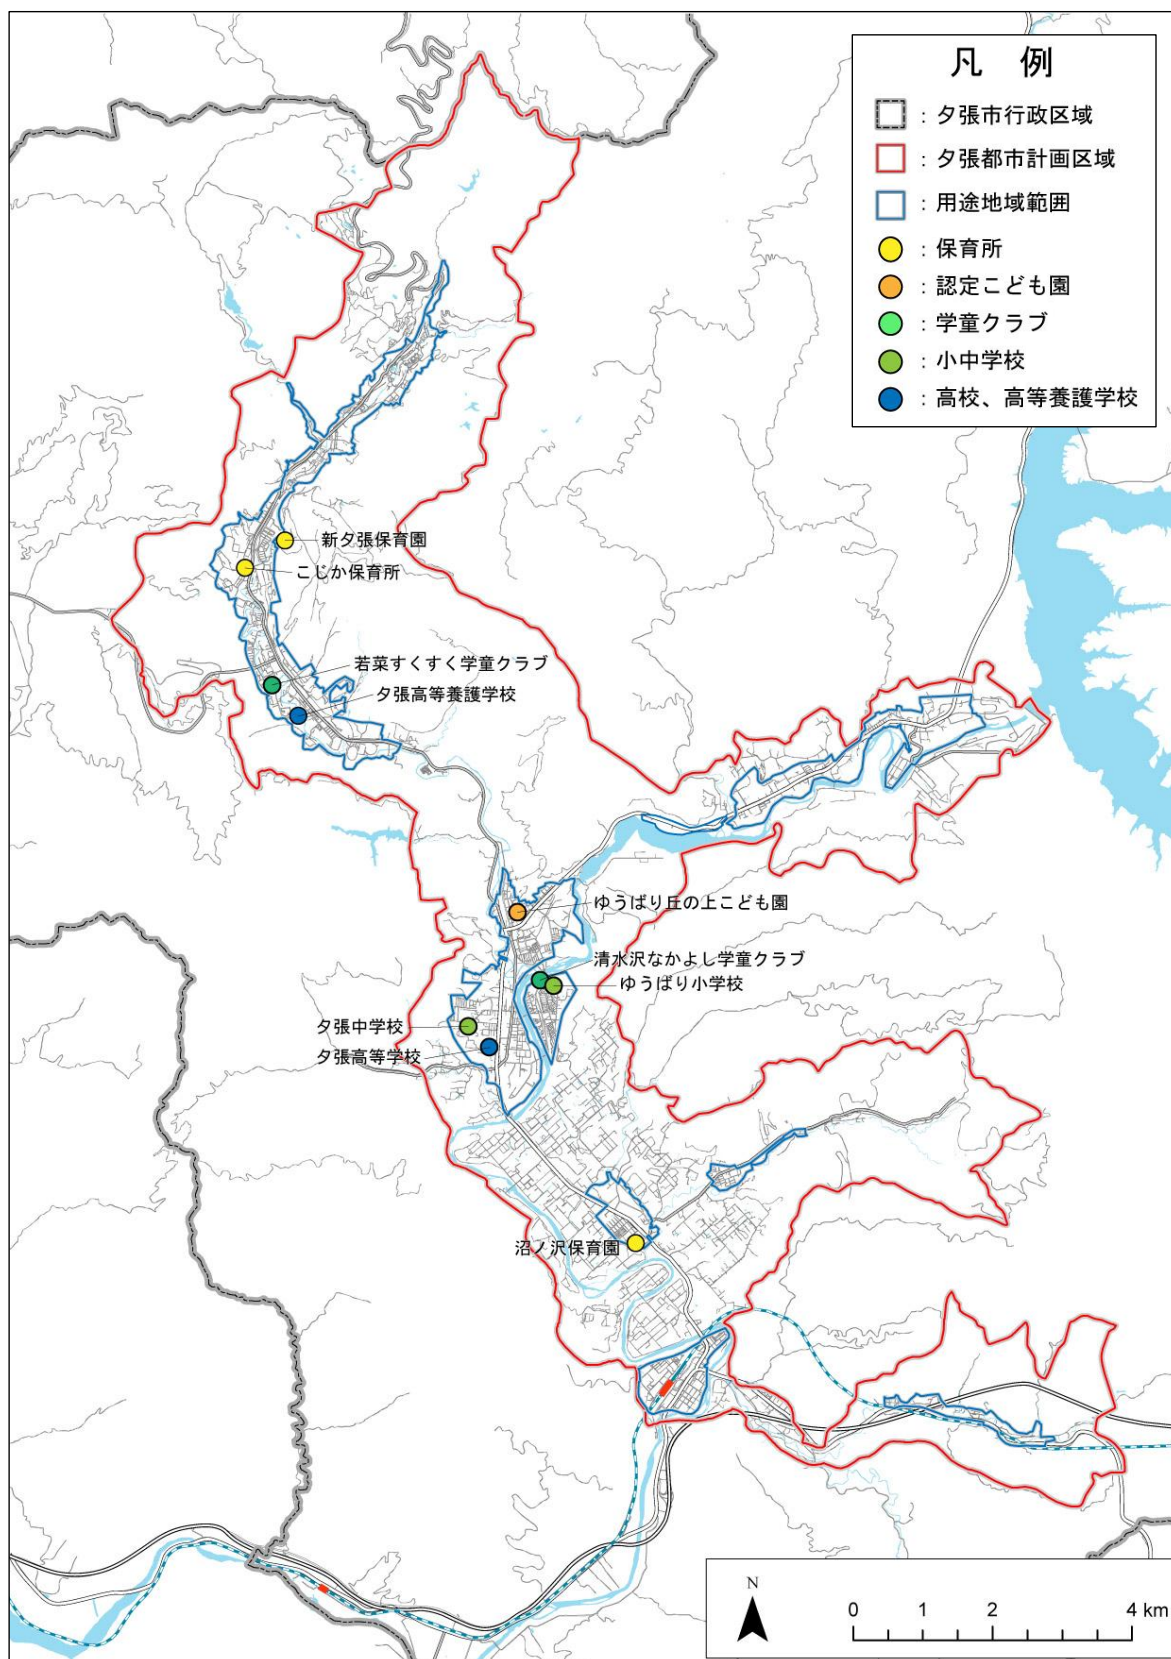 凡 例
：夕張市行政区域
：夕張都市計画区域
：用途地域範囲
：保育所
：認定こども園
：学童クラブ
：小中学校
：高校、高等養護学校
新夕張保育園
こじか保育所
若菜すくすく学童クラブ
夕張高等養護学校
ゆうばり丘の上こども園
清水沢なかよし学童クラブ
ゆうばり小学校
夕張中学校
夕張高等学校
沼ノ沢保育園
N
0 1 2 4 km